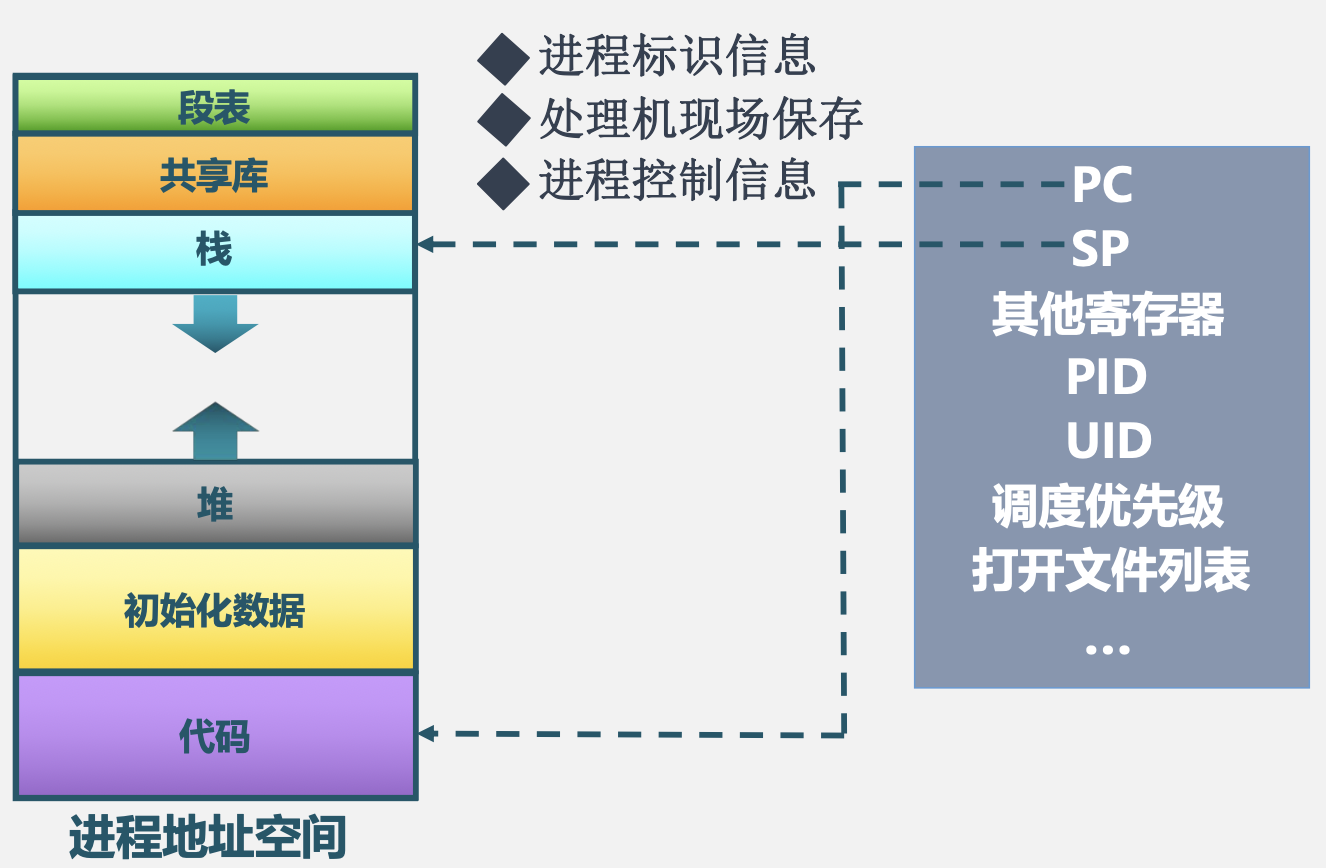 进程标识信息
处理机现场保存
进程控制信息
段表
共享库
栈
堆
初始化数据
代码
进程地址空间
PC
SP
其他寄存器
PID
UID
调度优先级
打开文件列表
...